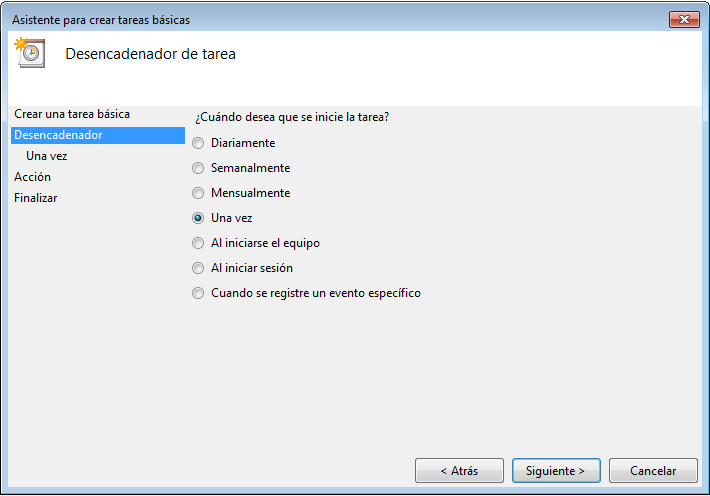 Asistente para crear tareas básicas
Desencadenador de tarea
Crear una tarea básica
Desencadenador
Una vez
Acción
Finalizar
¿Cuándo desea que se inicie la tarea?
Diariamente
Semanalmente
Mensualmente
Una vez
Al iniciarse el equipo
Al iniciar sesión
Cuando se registre un evento específico
< Atrás
Siguiente >
Cancelar